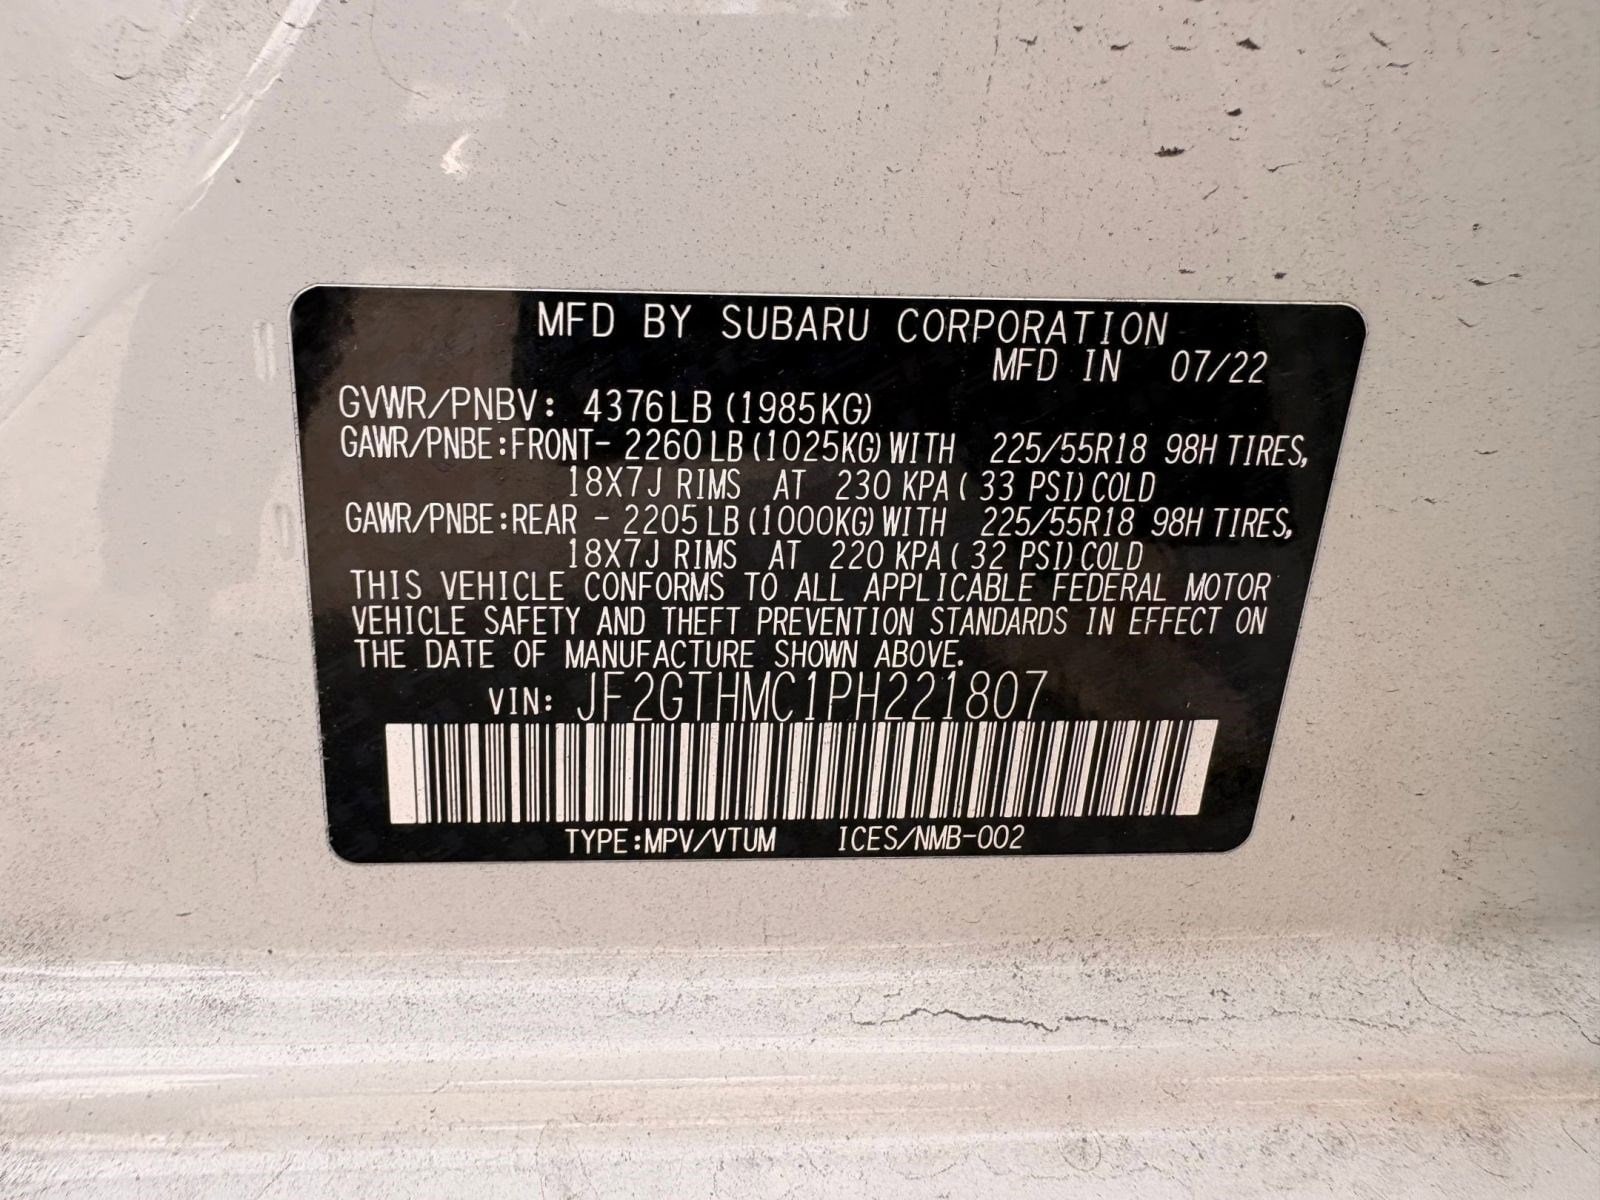 MFD BY SUBARU CORPORATION
MFD IN 07/22
GVWR/PNBV: 4376LB (1985KG)
GAWR/PNBE:FRONT- 2260LB(1025KG)WITH 225/55R18 98H TIRES,
18X7J RIMS AT 230 KPA( 33 PSI)COLD
GAWR/PNBE:REAR - 2205LB(1000KG)WITH 225/55R18 98H TIRES,
18X7J RIMS AT 220 KPA( 32 PSI)COLD
THIS VEHICLE CONFORMS TO ALL APPLICABLE FEDERAL MOTOR
VEHICLE SAFETY AND THEFT PREVENTION STANDARDS IN EFFECT ON
THE DATE OF MANUFACTURE SHOWN ABOVE.
VIN: JF2GTHMC1PH221807
TYPE:MPV/VTUM ICES/NMB-002